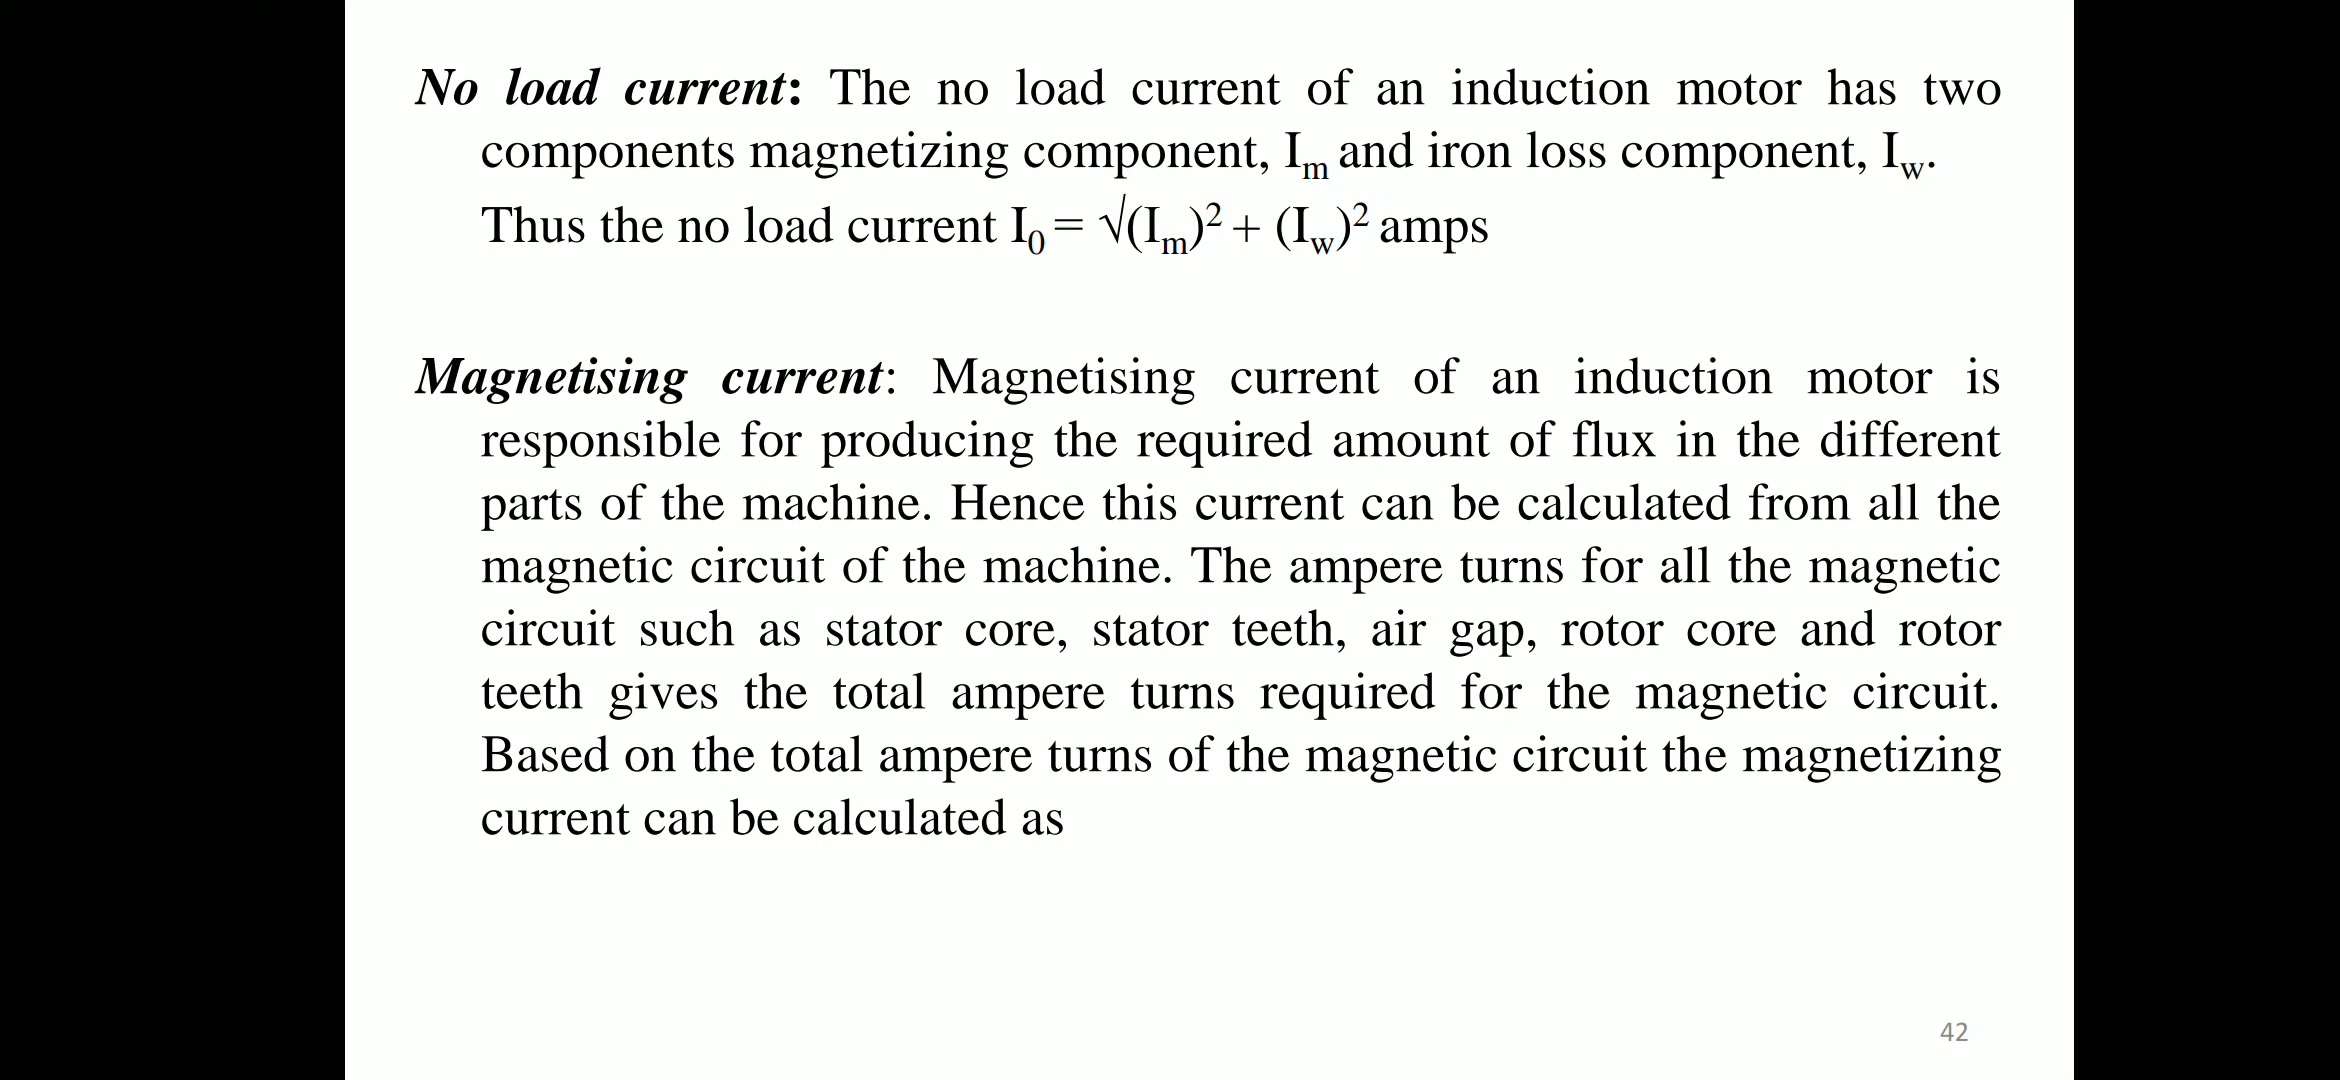 No load current: The no load current of an induction motor has two
components magnetizing component, Iₘ and iron loss component, I_w.
Thus the no load current I₀ = √(Iₘ)² + (I_w)² amps
Magnetising current: Magnetising current of an induction motor is
responsible for producing the required amount of flux in the different
parts of the machine. Hence this current can be calculated from all the
magnetic circuit of the machine. The ampere turns for all the magnetic
circuit such as stator core, stator teeth, air gap, rotor core and rotor
teeth gives the total ampere turns required for the magnetic circuit.
Based on the total ampere turns of the magnetic circuit the magnetizing
current can be calculated as
42